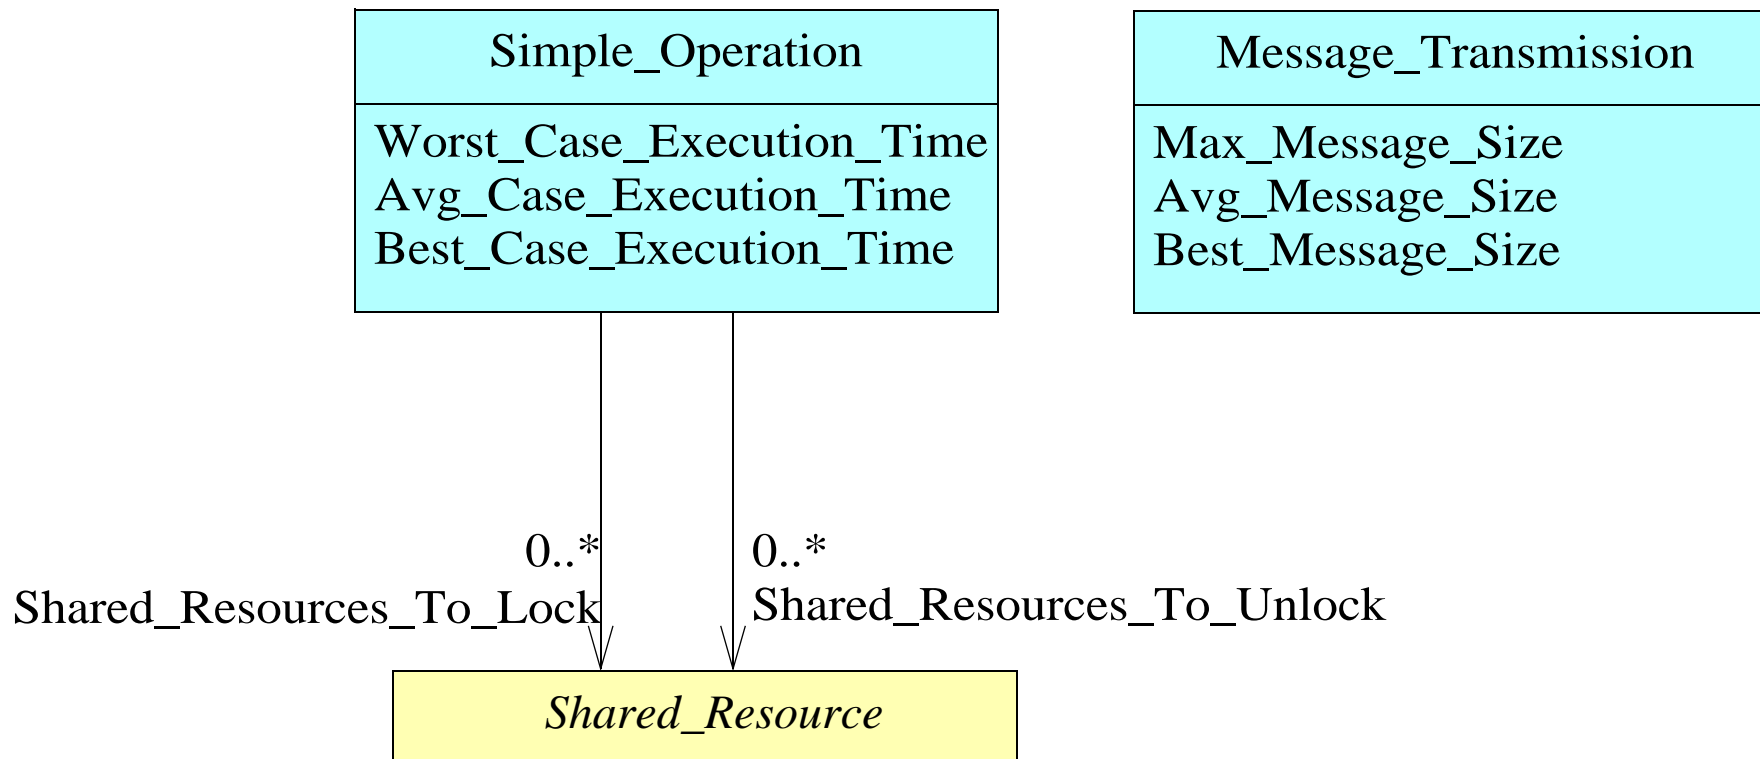 Simple_Operation
Worst_Case_Execution_Time
Avg_Case_Execution_Time
Best_Case_Execution_Time
Message_Transmission
Max_Message_Size
Avg_Message_Size
Best_Message_Size
0..*
Shared_Resources_To_Lock
0..*
Shared_Resources_To_Unlock
Shared_Resource